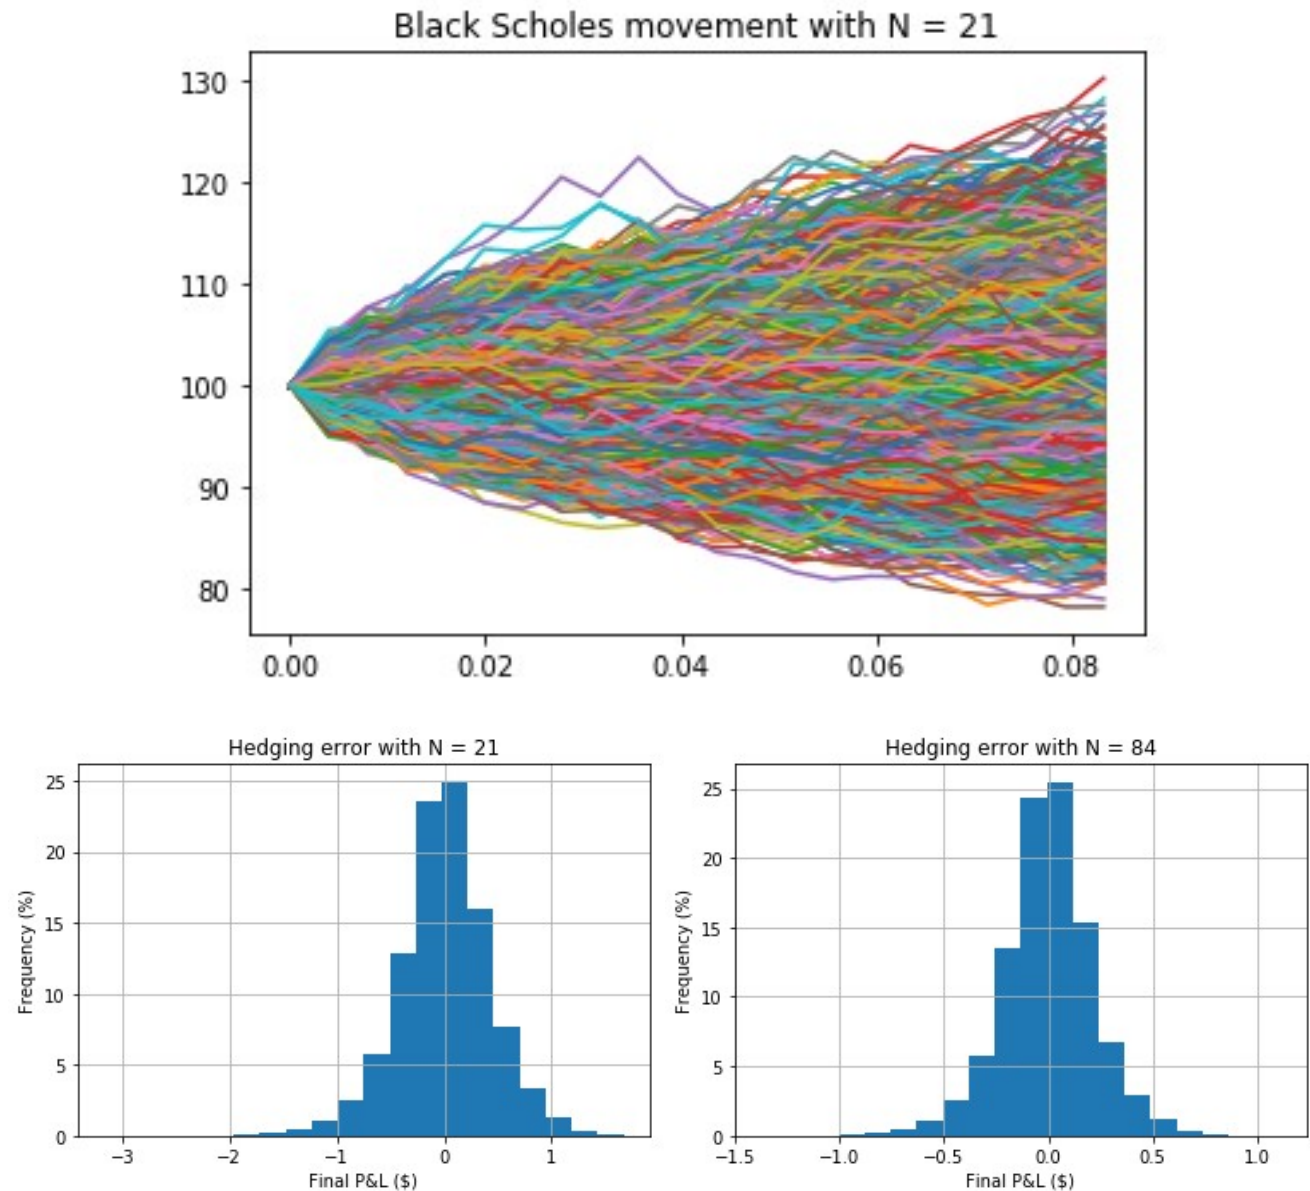 Black Scholes movement with N = 21
130
120
110
100
90
80
0.00 0.02 0.04 0.06 0.08
Hedging error with N = 21
25
20
15
10
5
0
Frequency (%)
−3 −2 −1 0 1
Final P&L ($)
Hedging error with N = 84
25
20
15
10
5
0
Frequency (%)
−1.5 −1.0 −0.5 0.0 0.5 1.0
Final P&L ($)